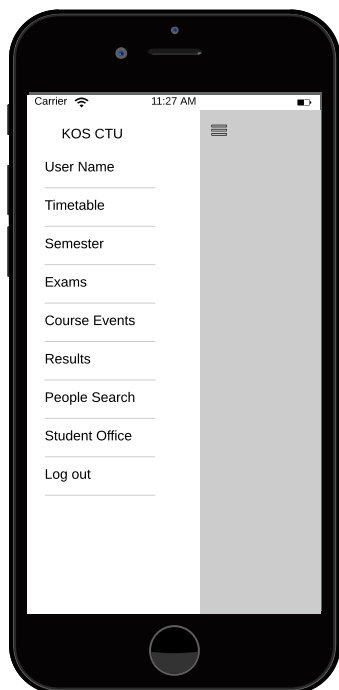 Carrier 11:27 AM
KOS CTU
User Name
Timetable
Semester
Exams
Course Events
Results
People Search
Student Office
Log out